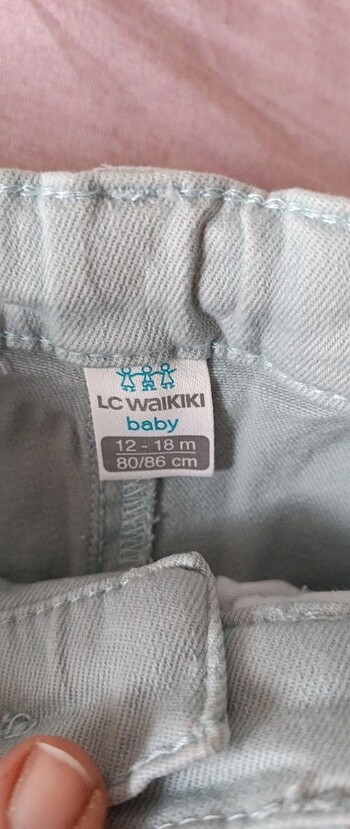 LC WAIKIKI
baby
12 - 18 m
80/86 cm